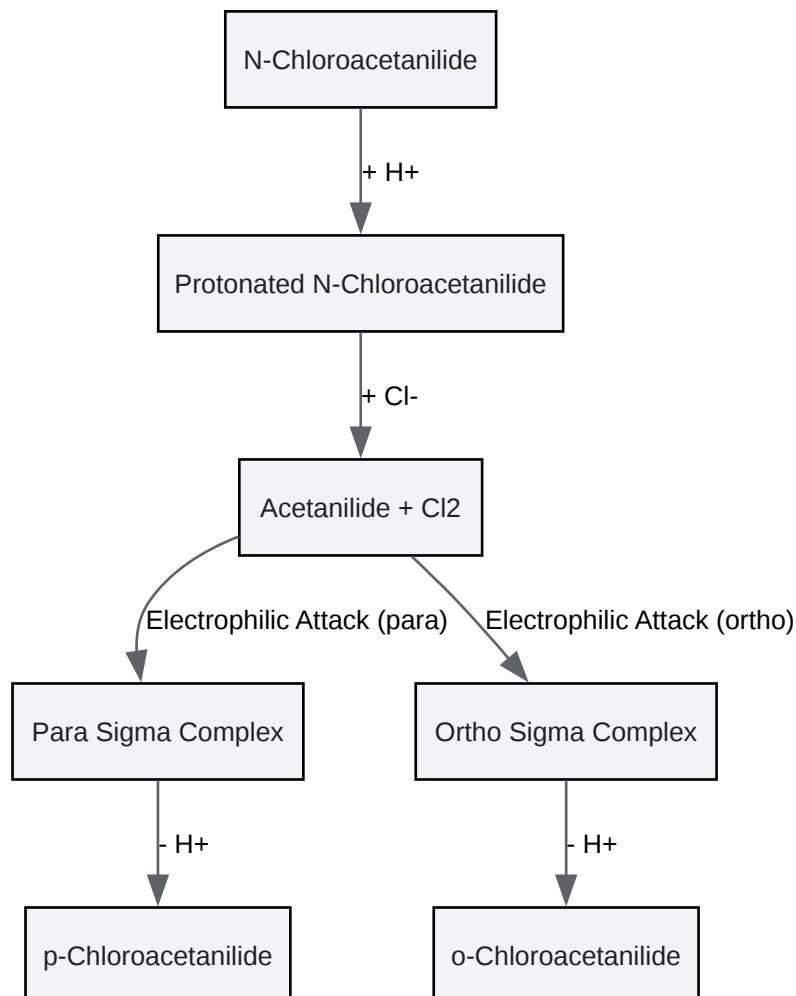 N-Chloroacetanilide
+ H+
Protonated N-Chloroacetanilide
+ Cl-
Acetanilide + Cl2
Electrophilic Attack (para)
Electrophilic Attack (ortho)
Para Sigma Complex
Ortho Sigma Complex
- H+
- H+
p-Chloroacetanilide
o-Chloroacetanilide